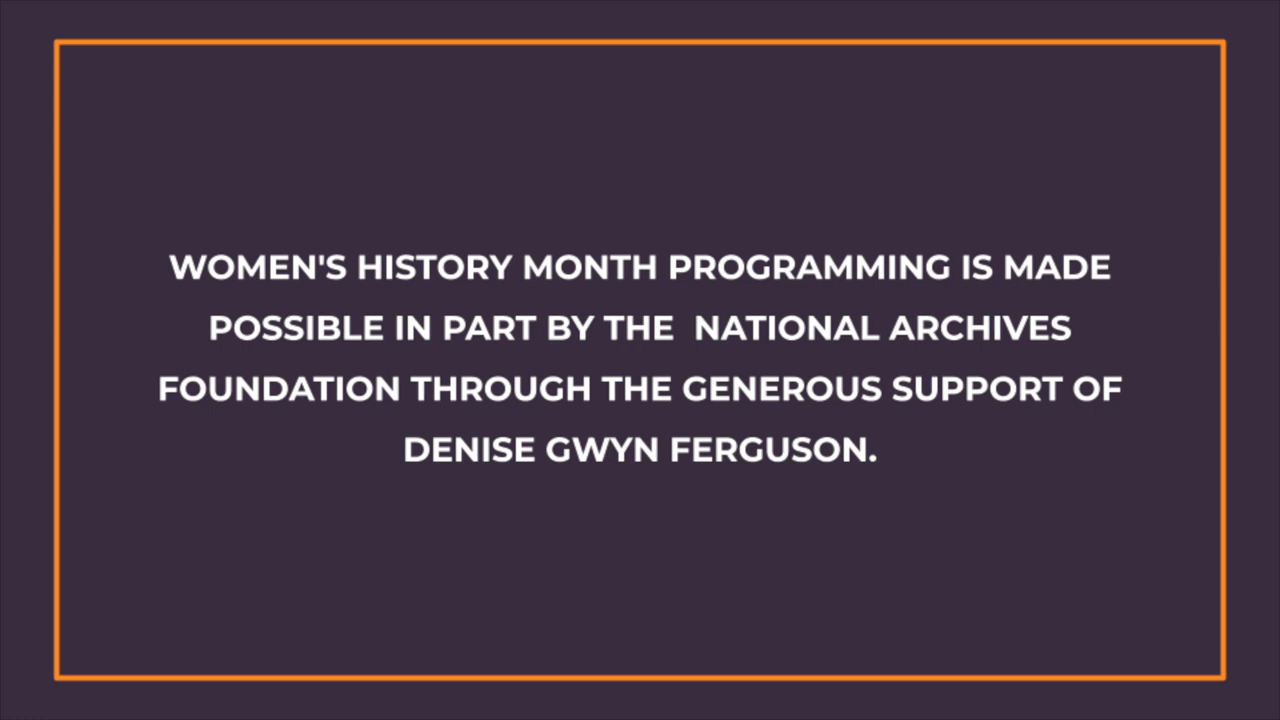 WOMEN'S HISTORY MONTH PROGRAMMING IS MADE
POSSIBLE IN PART BY THE  NATIONAL ARCHIVES
FOUNDATION THROUGH THE GENEROUS SUPPORT OF
DENISE GWYN FERGUSON.